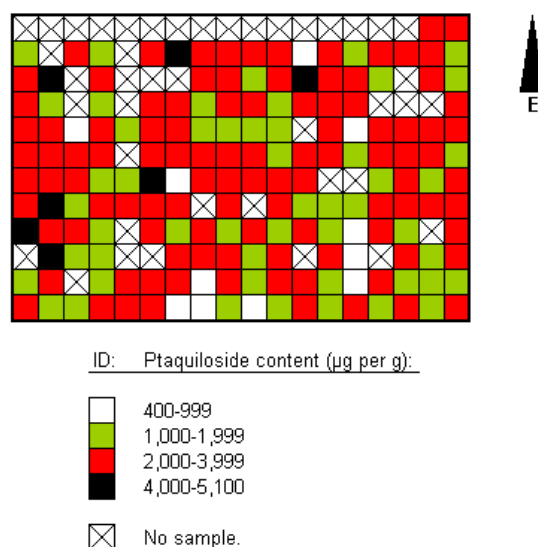 E
ID: Ptaquiloside content (µg per g):
400-999
1,000-1,999
2,000-3,999
4,000-5,100
No sample.